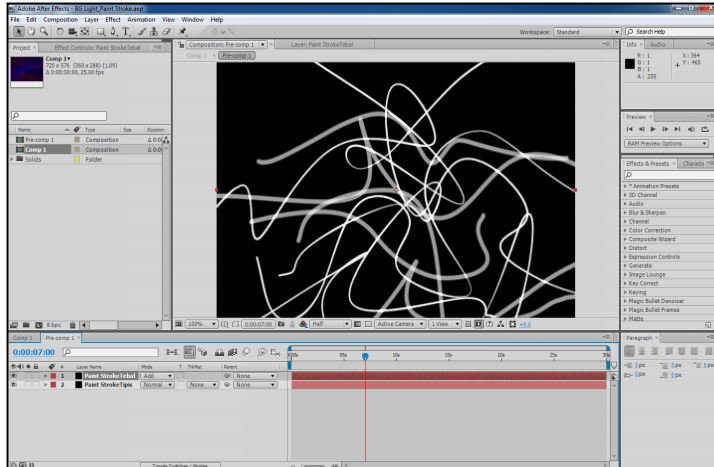 Adobe After Effects - BG Light_Paint Stroke.aep
File Edit Composition Layer Effect Animation View Window Help
Workspace: Standard
Search Help
Project × Effect Controls: Paint StrokeTebal
Composition: Pre-comp 1 Layer: Paint StrokeTebal
Info × Audio
Comp 1 Pre-comp 1
Comp 1▾
720 x 576 (360 x 288) (1.09)
Δ 0:00:30:00, 25.00 fps
R : 1 X : 364
G : 1 Y : 465
B : 1
A : 255
Preview ×
RAM Preview Options
Name Type Size Duration
Pre-comp 1 Composition
Comp 1 Composition
Solids Folder
Effects & Presets ×
* Animation Presets
3D Channel
Audio
Blur & Sharpen
Channel
Color Correction
Composite Wizard
Distort
Expression Controls
Generate
Image Lounge
Key Correct
Keying
Magic Bullet Denoiser
Magic Bullet Frames
Matte
8 bpc
100% 0:00:07:00 Half Active Camera 1 View +0.0
Comp 1 Pre-comp 1 ×
Paragraph ×
0:00:07:00
05s 10s 15s 20s 25s 30s
# Layer Name Mode T TrkMat Parent
1 Paint StrokeTebal Add None
2 Paint StrokeTipis Normal None None
0 px 0 px 0 px
0 px 0 px
Toggle Switches / Modes